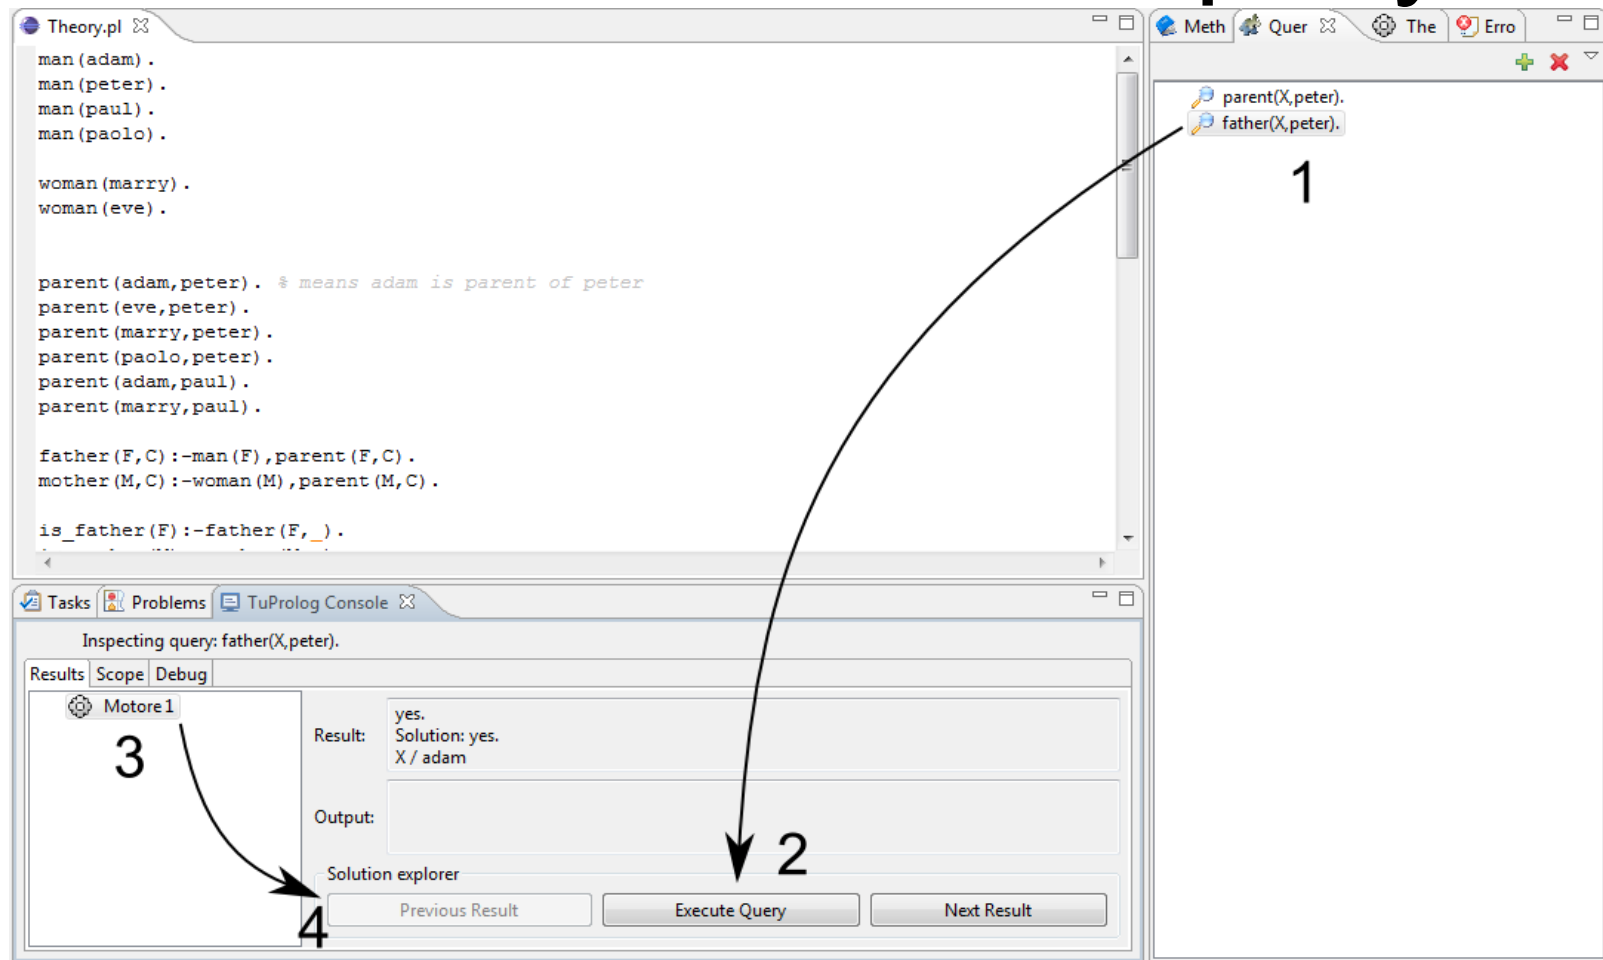 Theory.pl
man(adam).
man(peter).
man(paul).
man(paolo).
woman(marry).
woman(eve).
parent(adam,peter). % means adam is parent of peter
parent(eve,peter).
parent(marry,peter).
parent(paolo,peter).
parent(adam,paul).
parent(marry,paul).
father(F,C):-man(F),parent(F,C).
mother(M,C):-woman(M),parent(M,C).
is_father(F):-father(F,_).
Meth Quer The Erro
parent(X,peter).
father(X,peter).
1
Tasks Problems TuProlog Console
Inspecting query: father(X,peter).
Results Scope Debug
Motore1
3
Result:
yes.
Solution: yes.
X / adam
Output:
2
Solution explorer
4
Previous Result Execute Query Next Result